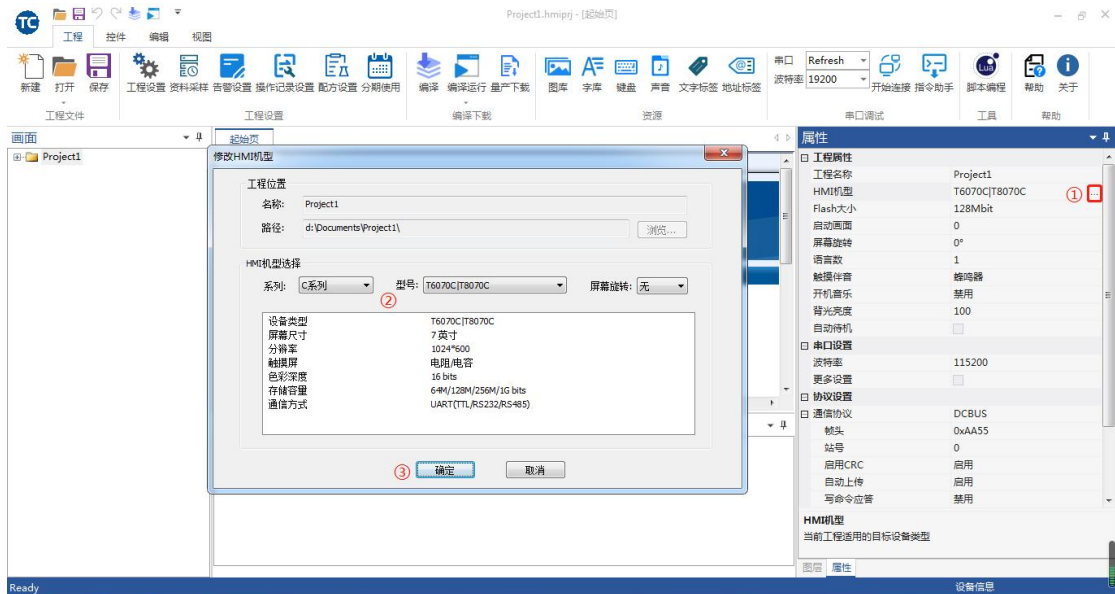 TC
Project1.hmiprj - [起始页]
工程 控件 编辑 视图
新建 打开 保存 工程设置 资料采样 告警设置 操作记录设置 配方设置 分期使用 编译 编译运行 量产下载 图库 字库 键盘 声音 文字标签 地址标签 串口 Refresh 开始连接 指令助手 Lua 脚本编程 帮助 关于
波特率 19200
工程文件 工程设置 编译下载 资源 串口调试 工具 帮助
画面
Project1
起始页
修改HMI机型
工程位置
名称: Project1
路径: d:\Documents\Project1\ 浏览...
HMI机型选择
系列: C系列 型号: T6070C|T8070C 屏幕旋转: 无
②
设备类型 T6070C|T8070C
屏幕尺寸 7 英寸
分辨率 1024*600
触摸屏 电阻/电容
色彩深度 16 bits
存储容量 64M/128M/256M/1G bits
通信方式 UART(TTL/RS232/RS485)
③ 确定 取消
属性
工程属性
工程名称 Project1
HMI机型 T6070C|T8070C ① ...
Flash大小 128Mbit
启动画面 0
屏幕旋转 0°
语言数 1
触摸伴音 蜂鸣器
开机音乐 禁用
背光亮度 100
自动待机
串口设置
波特率 115200
更多设置
协议设置
通信协议 DCBUS
帧头 0xAA55
站号 0
启用CRC 启用
自动上传 启用
写命令应答 禁用
HMI机型
当前工程适用的目标设备类型
图层 属性
Ready 设备信息